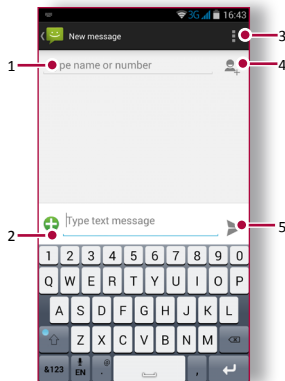 3G 16:43
New message
3
1
pe name or number
4
Type text message
2
5
1 2 3 4 5 6 7 8 9 0
Q W E R T Y U I O P
A S D F G H J K L
Z X C V B N M
&123 EN . @ ,